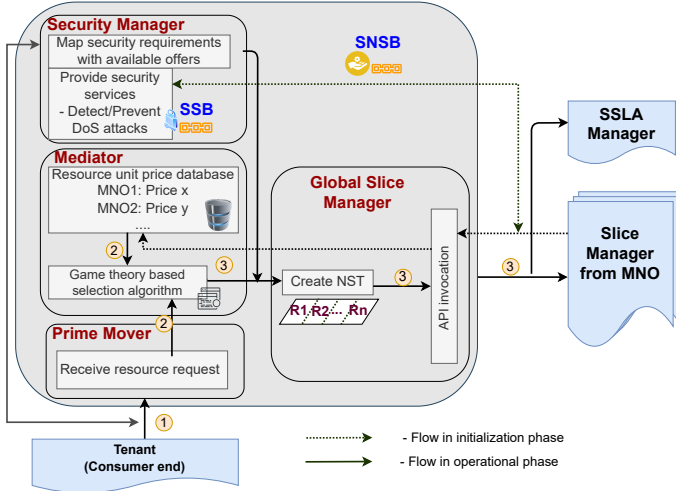 Security Manager
Map security requirements
with available offers
Provide security
services
- Detect/Prevent
DoS attacks
SSB
SNSB
Mediator
Resource unit price database
MNO1: Price x
MNO2: Price y
....
2
Game theory based
selection algorithm
3
2
Prime Mover
Receive resource request
1
Tenant
(Consumer end)
Global Slice
Manager
Create NST
3
R1 R2--- Rn
API invocation
3
SSLA
Manager
Slice
Manager
from MNO
- Flow in initialization phase
- Flow in operational phase